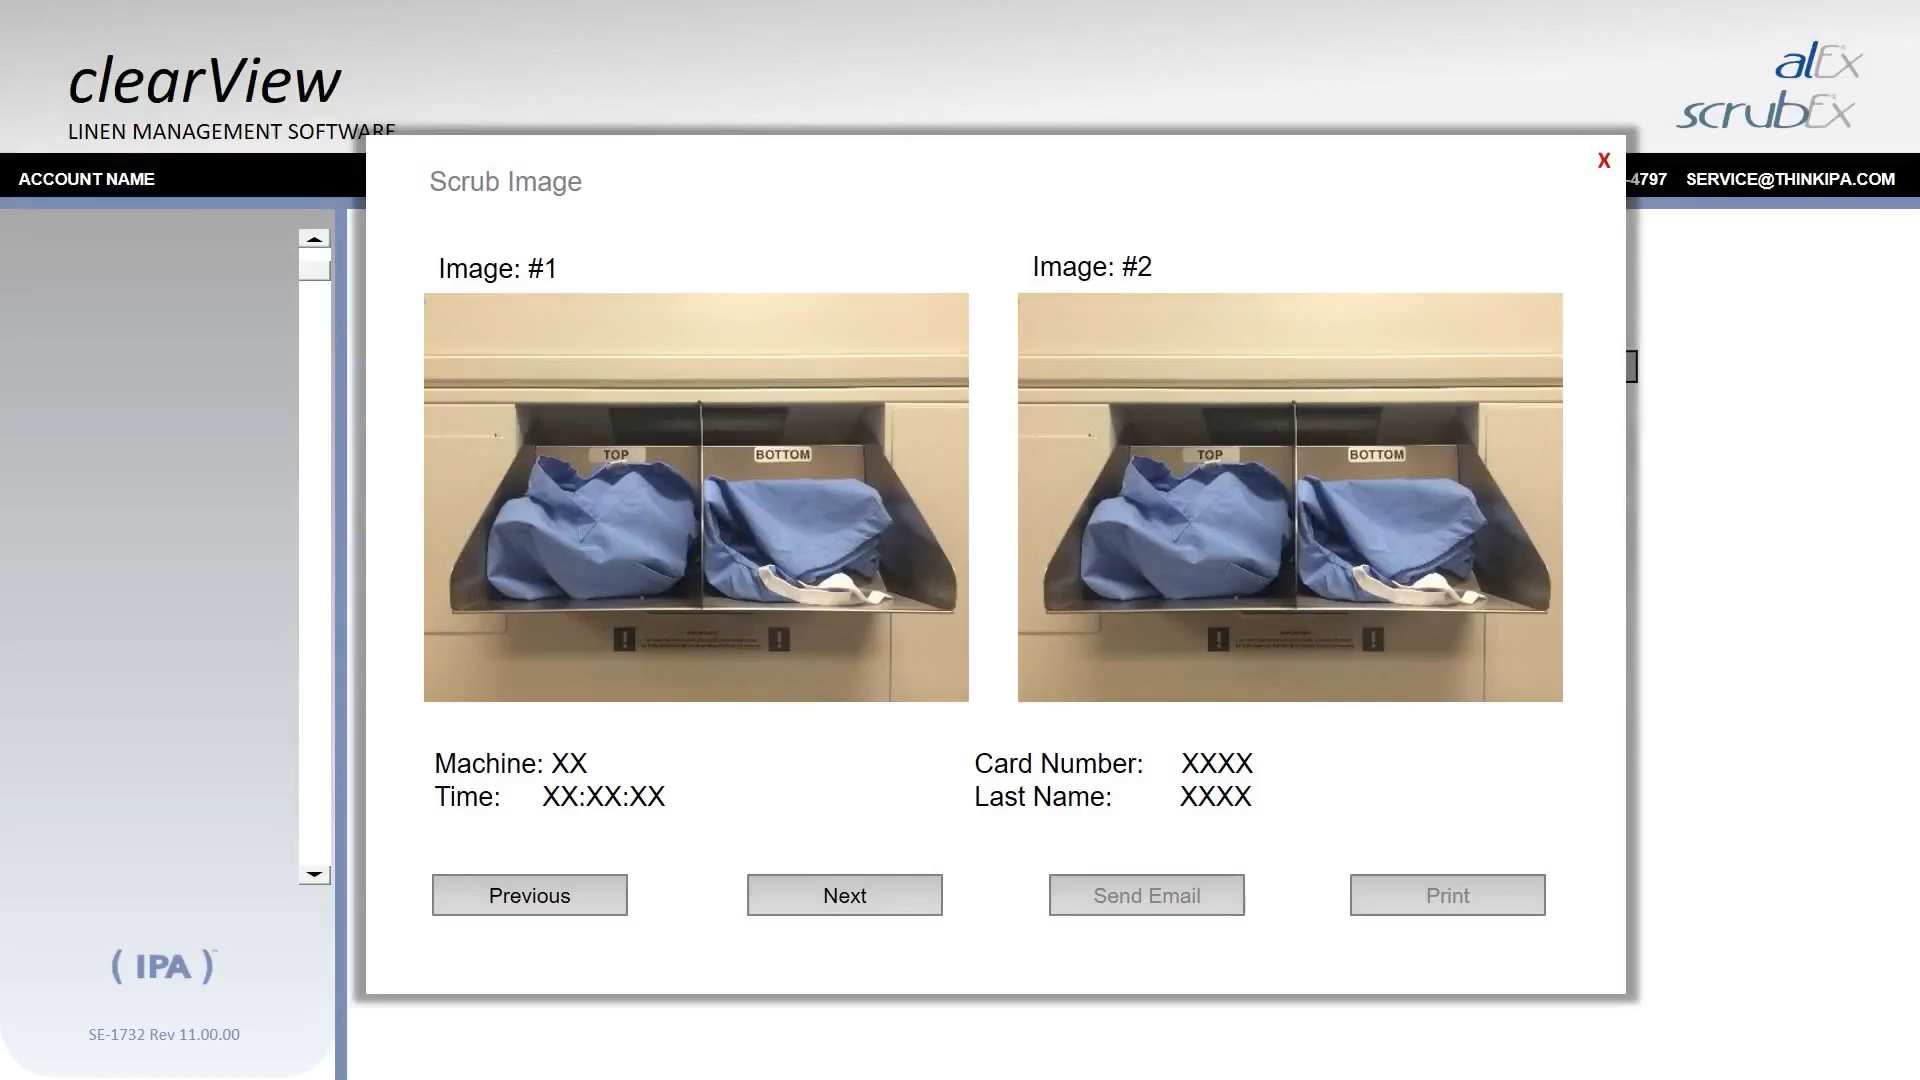 clearView
LINEN MANAGEMENT SOFTWARE
alEx
scrubEx
ACCOUNT NAME
-4797 SERVICE@THINKIPA.COM
X
Scrub Image
Image: #1
Image: #2
TOP
BOTTOM
TOP
BOTTOM
Machine: XX
Card Number: XXXX
Time: XX:XX:XX
Last Name: XXXX
Previous
Next
Send Email
Print
( IPA )™
SE-1732 Rev 11.00.00